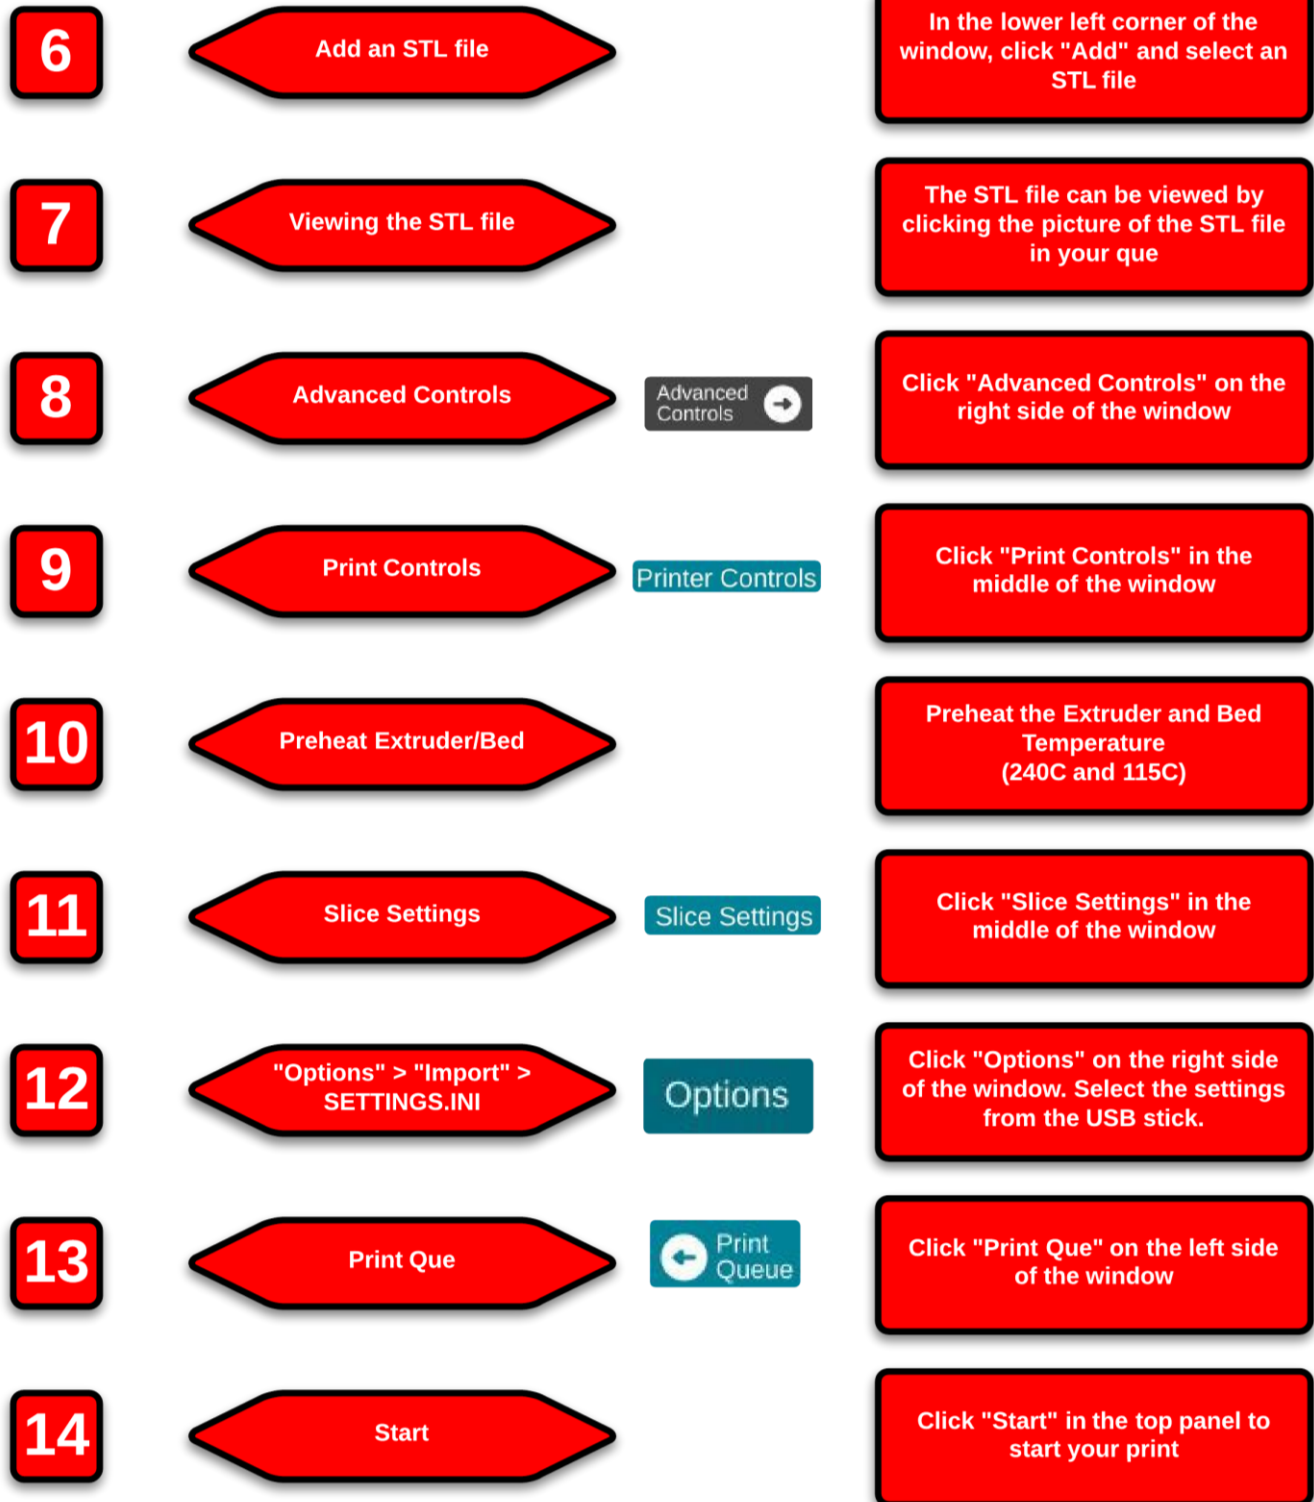 6
Add an STL file
In the lower left corner of the
window, click "Add" and select an
STL file
7
Viewing the STL file
The STL file can be viewed by
clicking the picture of the STL file
in your que
8
Advanced Controls
Advanced
Controls
Click "Advanced Controls" on the
right side of the window
9
Print Controls
Printer Controls
Click "Print Controls" in the
middle of the window
10
Preheat Extruder/Bed
Preheat the Extruder and Bed
Temperature
(240C and 115C)
11
Slice Settings
Slice Settings
Click "Slice Settings" in the
middle of the window
12
"Options" > "Import" >
SETTINGS.INI
Options
Click "Options" on the right side
of the window. Select the settings
from the USB stick.
13
Print Que
Print
Queue
Click "Print Que" on the left side
of the window
14
Start
Click "Start" in the top panel to
start your print